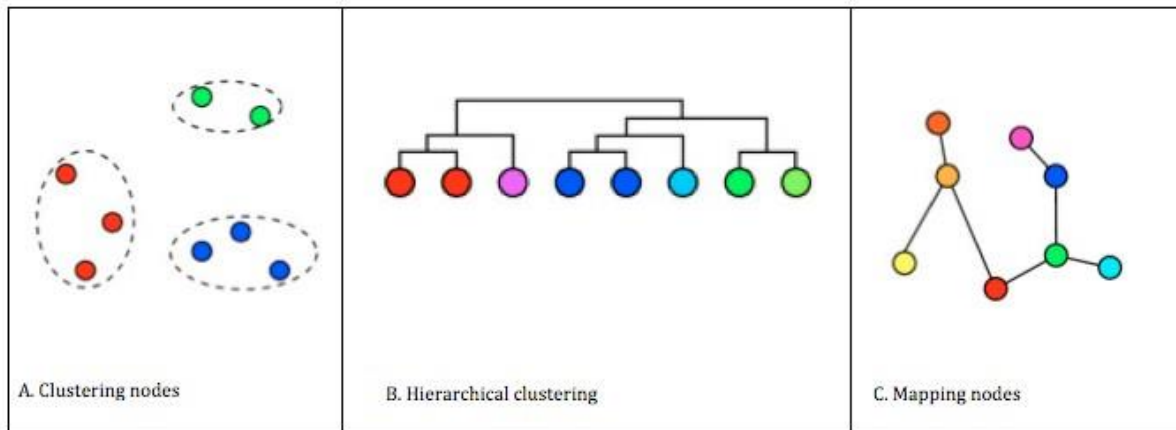 A. Clustering nodes
B. Hierarchical clustering
C. Mapping nodes